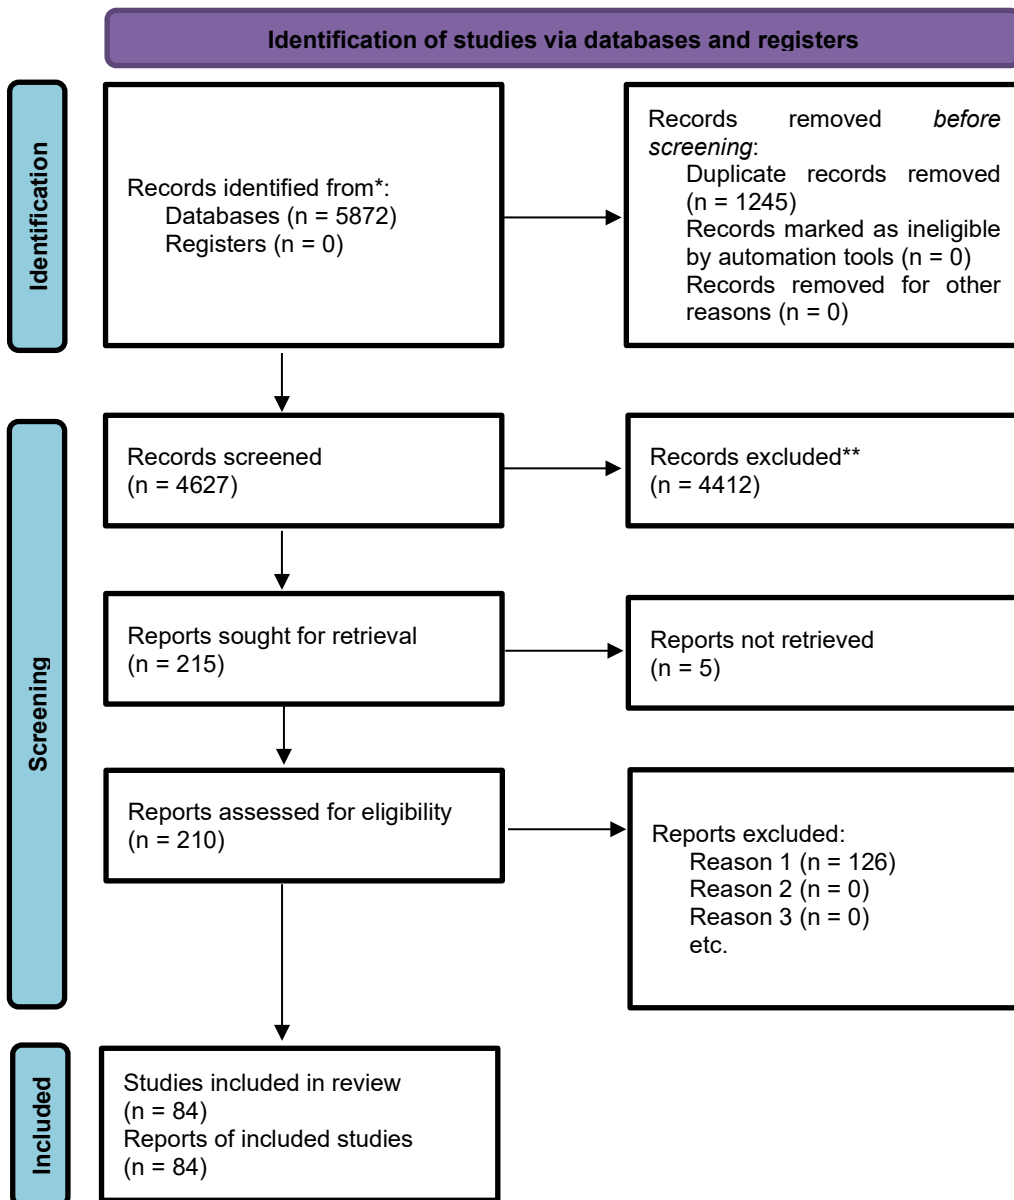 Identification of studies via databases and registers
Identification
Records identified from*:
Databases (n = 5872)
Registers (n = 0)
Records removed before
screening:
Duplicate records removed
(n = 1245)
Records marked as ineligible
by automation tools (n = 0)
Records removed for other
reasons (n = 0)
Screening
Records screened
(n = 4627)
Records excluded**
(n = 4412)
Reports sought for retrieval
(n = 215)
Reports not retrieved
(n = 5)
Reports assessed for eligibility
(n = 210)
Reports excluded:
Reason 1 (n = 126)
Reason 2 (n = 0)
Reason 3 (n = 0)
etc.
Included
Studies included in review
(n = 84)
Reports of included studies
(n = 84)